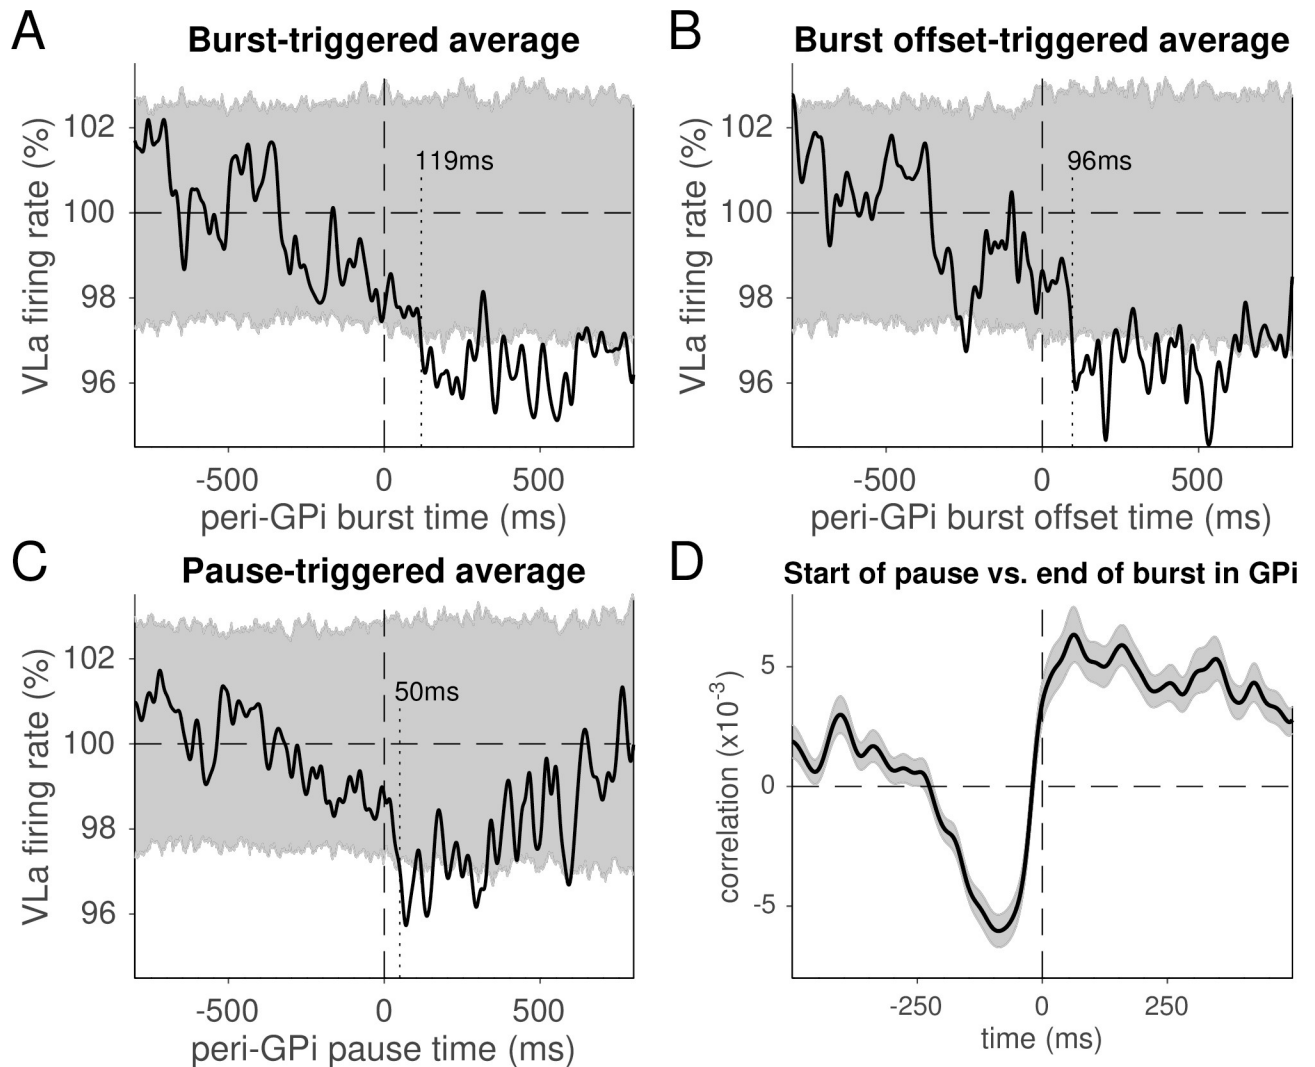 A
Burst-triggered average
VLa firing rate (%)
102
100
98
96
119ms
-500 0 500
peri-GPi burst time (ms)
B
Burst offset-triggered average
VLa firing rate (%)
102
100
98
96
96ms
-500 0 500
peri-GPi burst offset time (ms)
C
Pause-triggered average
VLa firing rate (%)
102
100
98
96
50ms
-500 0 500
peri-GPi pause time (ms)
D
Start of pause vs. end of burst in GPi
correlation (x10⁻³)
5
0
-5
-250 0 250
time (ms)